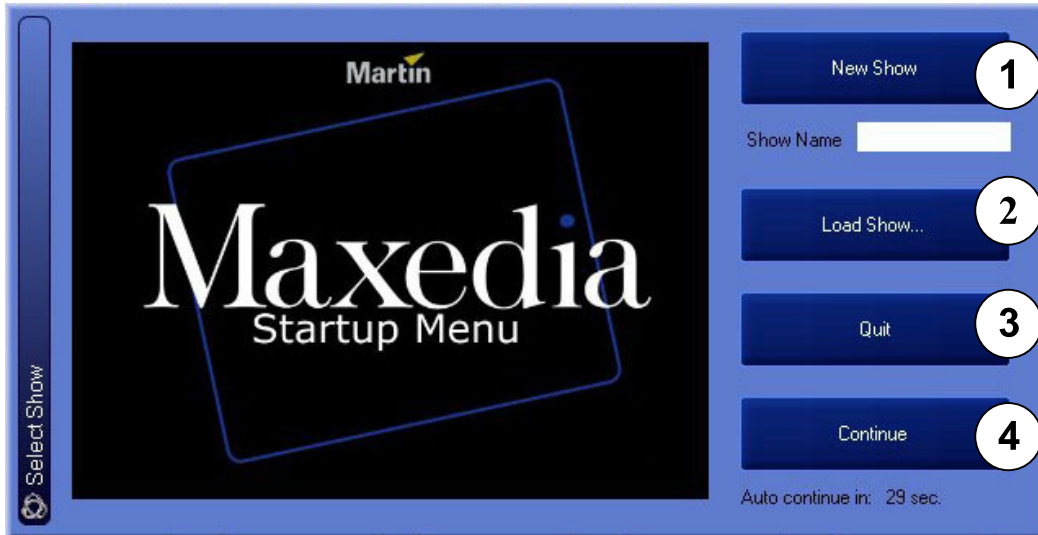 Select Show
Martin
Maxedia
Startup Menu
New Show
1
Show Name
Load Show...
2
Quit
3
Continue
4
Auto continue in: 29 sec.